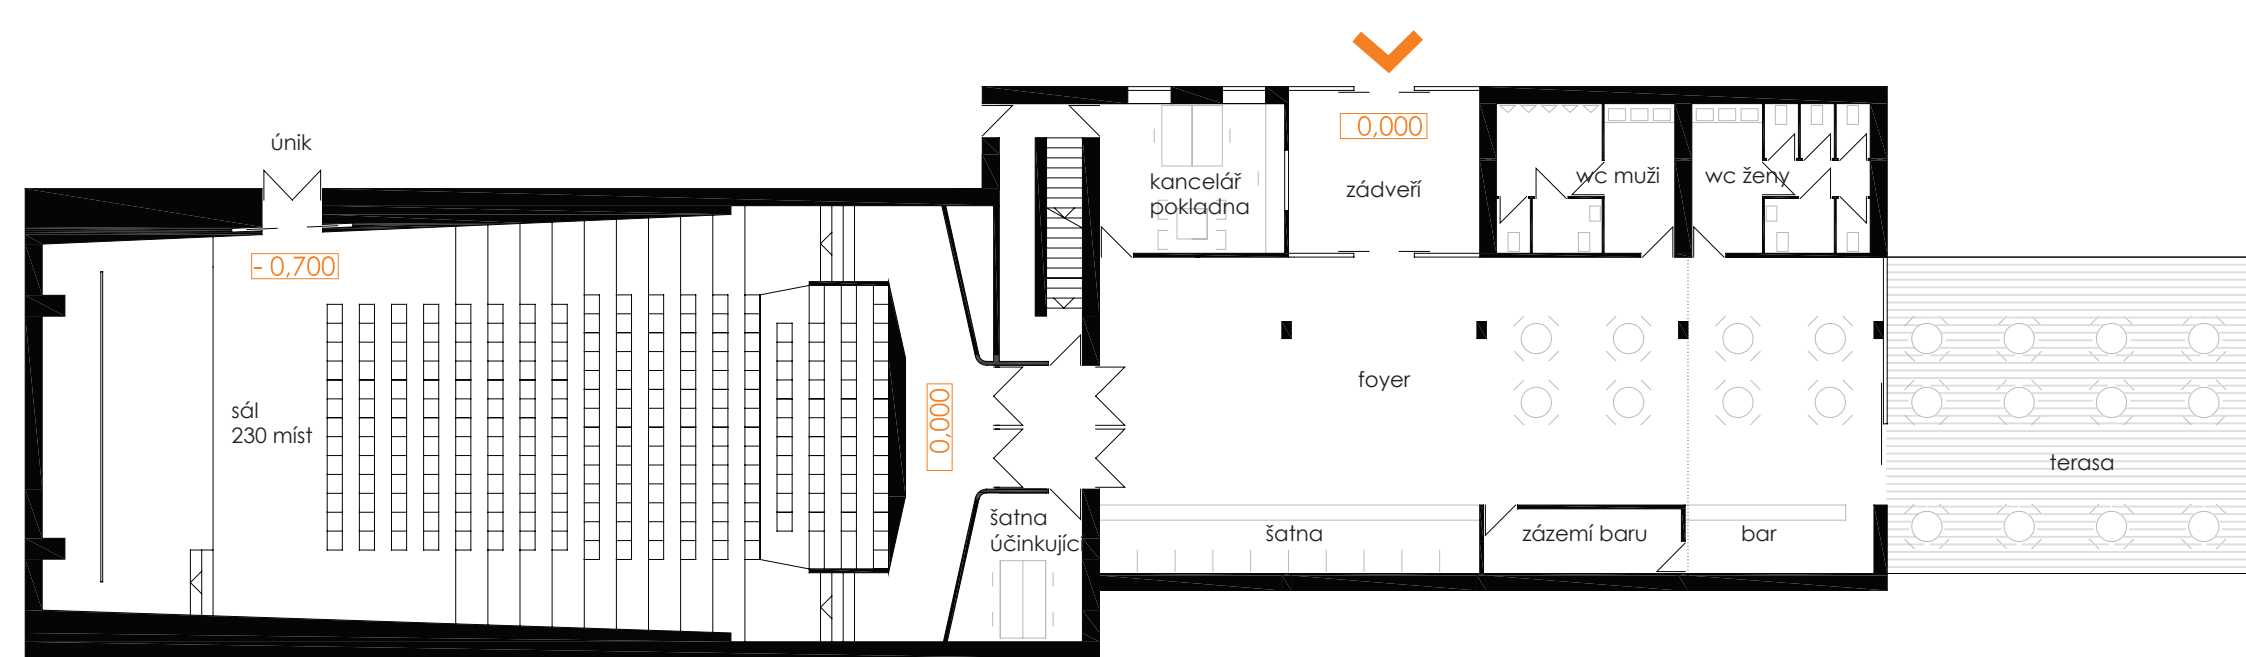 únik
0,000
kancelář
pokladna
zádveří
wc muži
wc ženy
- 0,700
sál
230 míst
0,000
foyer
terasa
šatna
účinkující
šatna
zázemí baru
bar